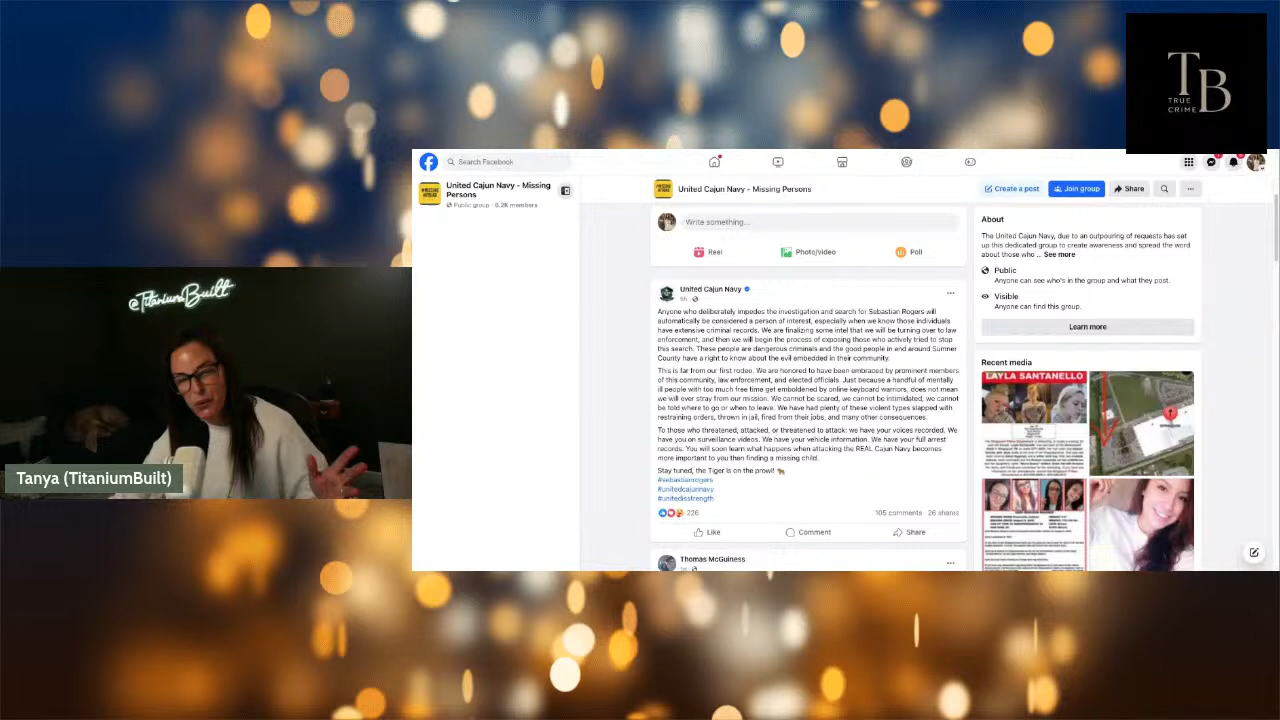 TB
TRUE
CRIME
Search Facebook
United Cajun Navy - Missing
Persons
Public group · 6.2K members
United Cajun Navy - Missing Persons
Create a post
Join group
Share
Write something...
Reel
Photo/video
Poll
United Cajun Navy
5h
Anyone who deliberately impedes the investigation and search for Sebastian Rogers will
automatically be considered a person of interest, especially when we know those individuals
have extensive criminal records. We are finalizing some intel that we will be turning over to law
enforcement, and then we will begin the process of exposing those who actively tried to stop
this search. These people are dangerous criminals and the good people in and around Sumner
County have a right to know about the evil embedded in their community.
This is far from our first rodeo. We are honored to have been embraced by prominent members
of this community, law enforcement, and elected officials. Just because a handful of mentally
ill people with too much free time get emboldened by online keyboard warriors, does not mean
we will ever stray from our mission. We cannot be scared, we cannot be intimidated, we cannot
be told where to go or when to leave. We have had plenty of these violent types slapped with
restraining orders, thrown in jail, fired from their jobs, and many other consequences.
To those who threatened, attacked, or threatened to attack: we have your voices recorded. We
have you on surveillance videos. We have your vehicle information. We have your full arrest
records. You will soon learn what happens when attacking the REAL Cajun Navy becomes
more important to you then finding a missing child.
Stay tuned, the Tiger is on the prowl! 🐅
#sebastianrogers
#unitedcajunnavy
#unitedisstrength
226
105 comments 26 shares
Like
Comment
Share
Thomas McGuiness
About
The United Cajun Navy, due to an outpouring of requests has set
up this dedicated group to create awareness and spread the word
about those who ... See more
Public
Anyone can see who's in the group and what they post.
Visible
Anyone can find this group.
Learn more
Recent media
LAYLA SANTANELLO
@TitaniumBuilt
Tanya (TitaniumBuilt)